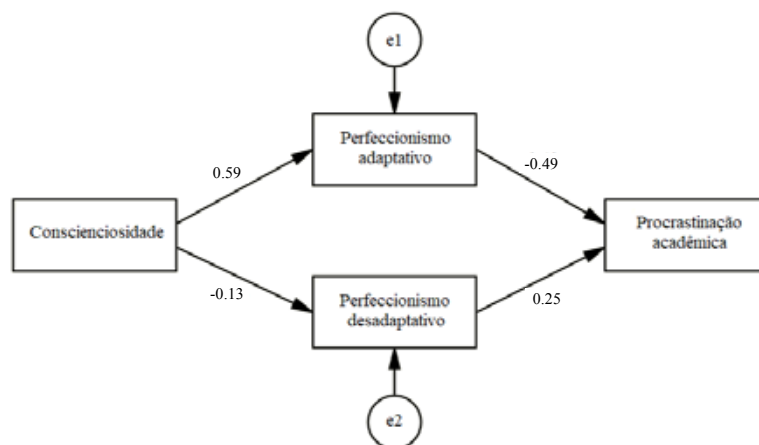 e1
Perfeccionismo
adaptativo
0.59
-0.49
Conscienciosidade
Procrastinação
acadêmica
-0.13
Perfeccionismo
desadaptativo
0.25
e2